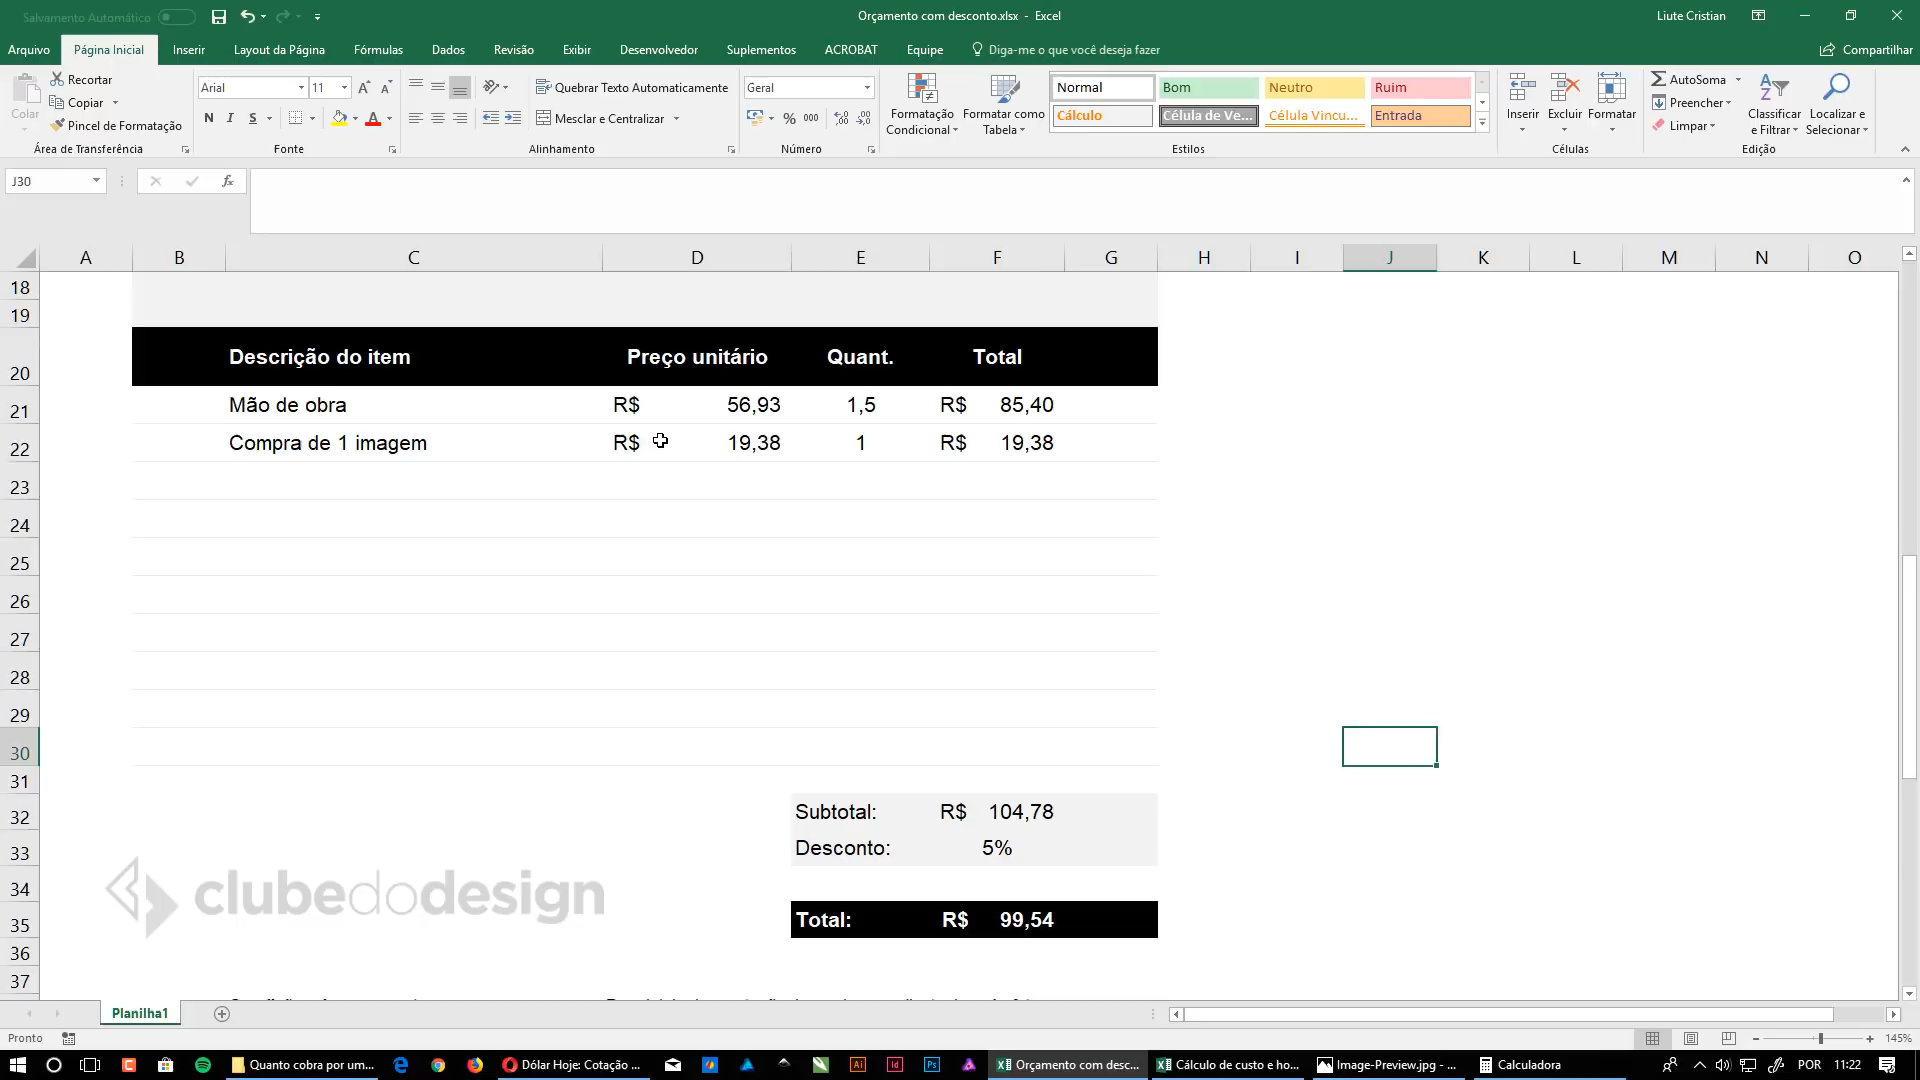 Salvamento Automático
Orçamento com desconto.xlsx - Excel
Liute Cristian
Arquivo
Página Inicial
Inserir
Layout da Página
Fórmulas
Dados
Revisão
Exibir
Desenvolvedor
Suplementos
ACROBAT
Equipe
Diga-me o que você deseja fazer
Compartilhar
Colar
Recortar
Copiar
Pincel de Formatação
Área de Transferência
Arial
11
N I S
Fonte
Quebrar Texto Automaticamente
Mesclar e Centralizar
Alinhamento
Geral
% 000
Número
Formatação Condicional
Formatar como Tabela
Normal
Bom
Neutro
Ruim
Cálculo
Célula de Ve...
Célula Vincu...
Entrada
Estilos
Inserir
Excluir
Formatar
Células
AutoSoma
Preencher
Limpar
Classificar e Filtrar
Localizar e Selecionar
Edição
J30
fx
A B C D E F G H I J K L M N O
18
19
20 Descrição do item Preço unitário Quant. Total
21 Mão de obra R$ 56,93 1,5 R$ 85,40
22 Compra de 1 imagem R$ 19,38 1 R$ 19,38
23
24
25
26
27
28
29
30
31
32 Subtotal: R$ 104,78
33 Desconto: 5%
34
clubedodesign
35 Total: R$ 99,54
36
37
Planilha1
Pronto
145%
Quanto cobra por um...
Dólar Hoje: Cotação ...
Ai
Id
Ps
Orçamento com desc...
Cálculo de custo e ho...
Image-Preview.jpg - ...
Calculadora
POR
11:22